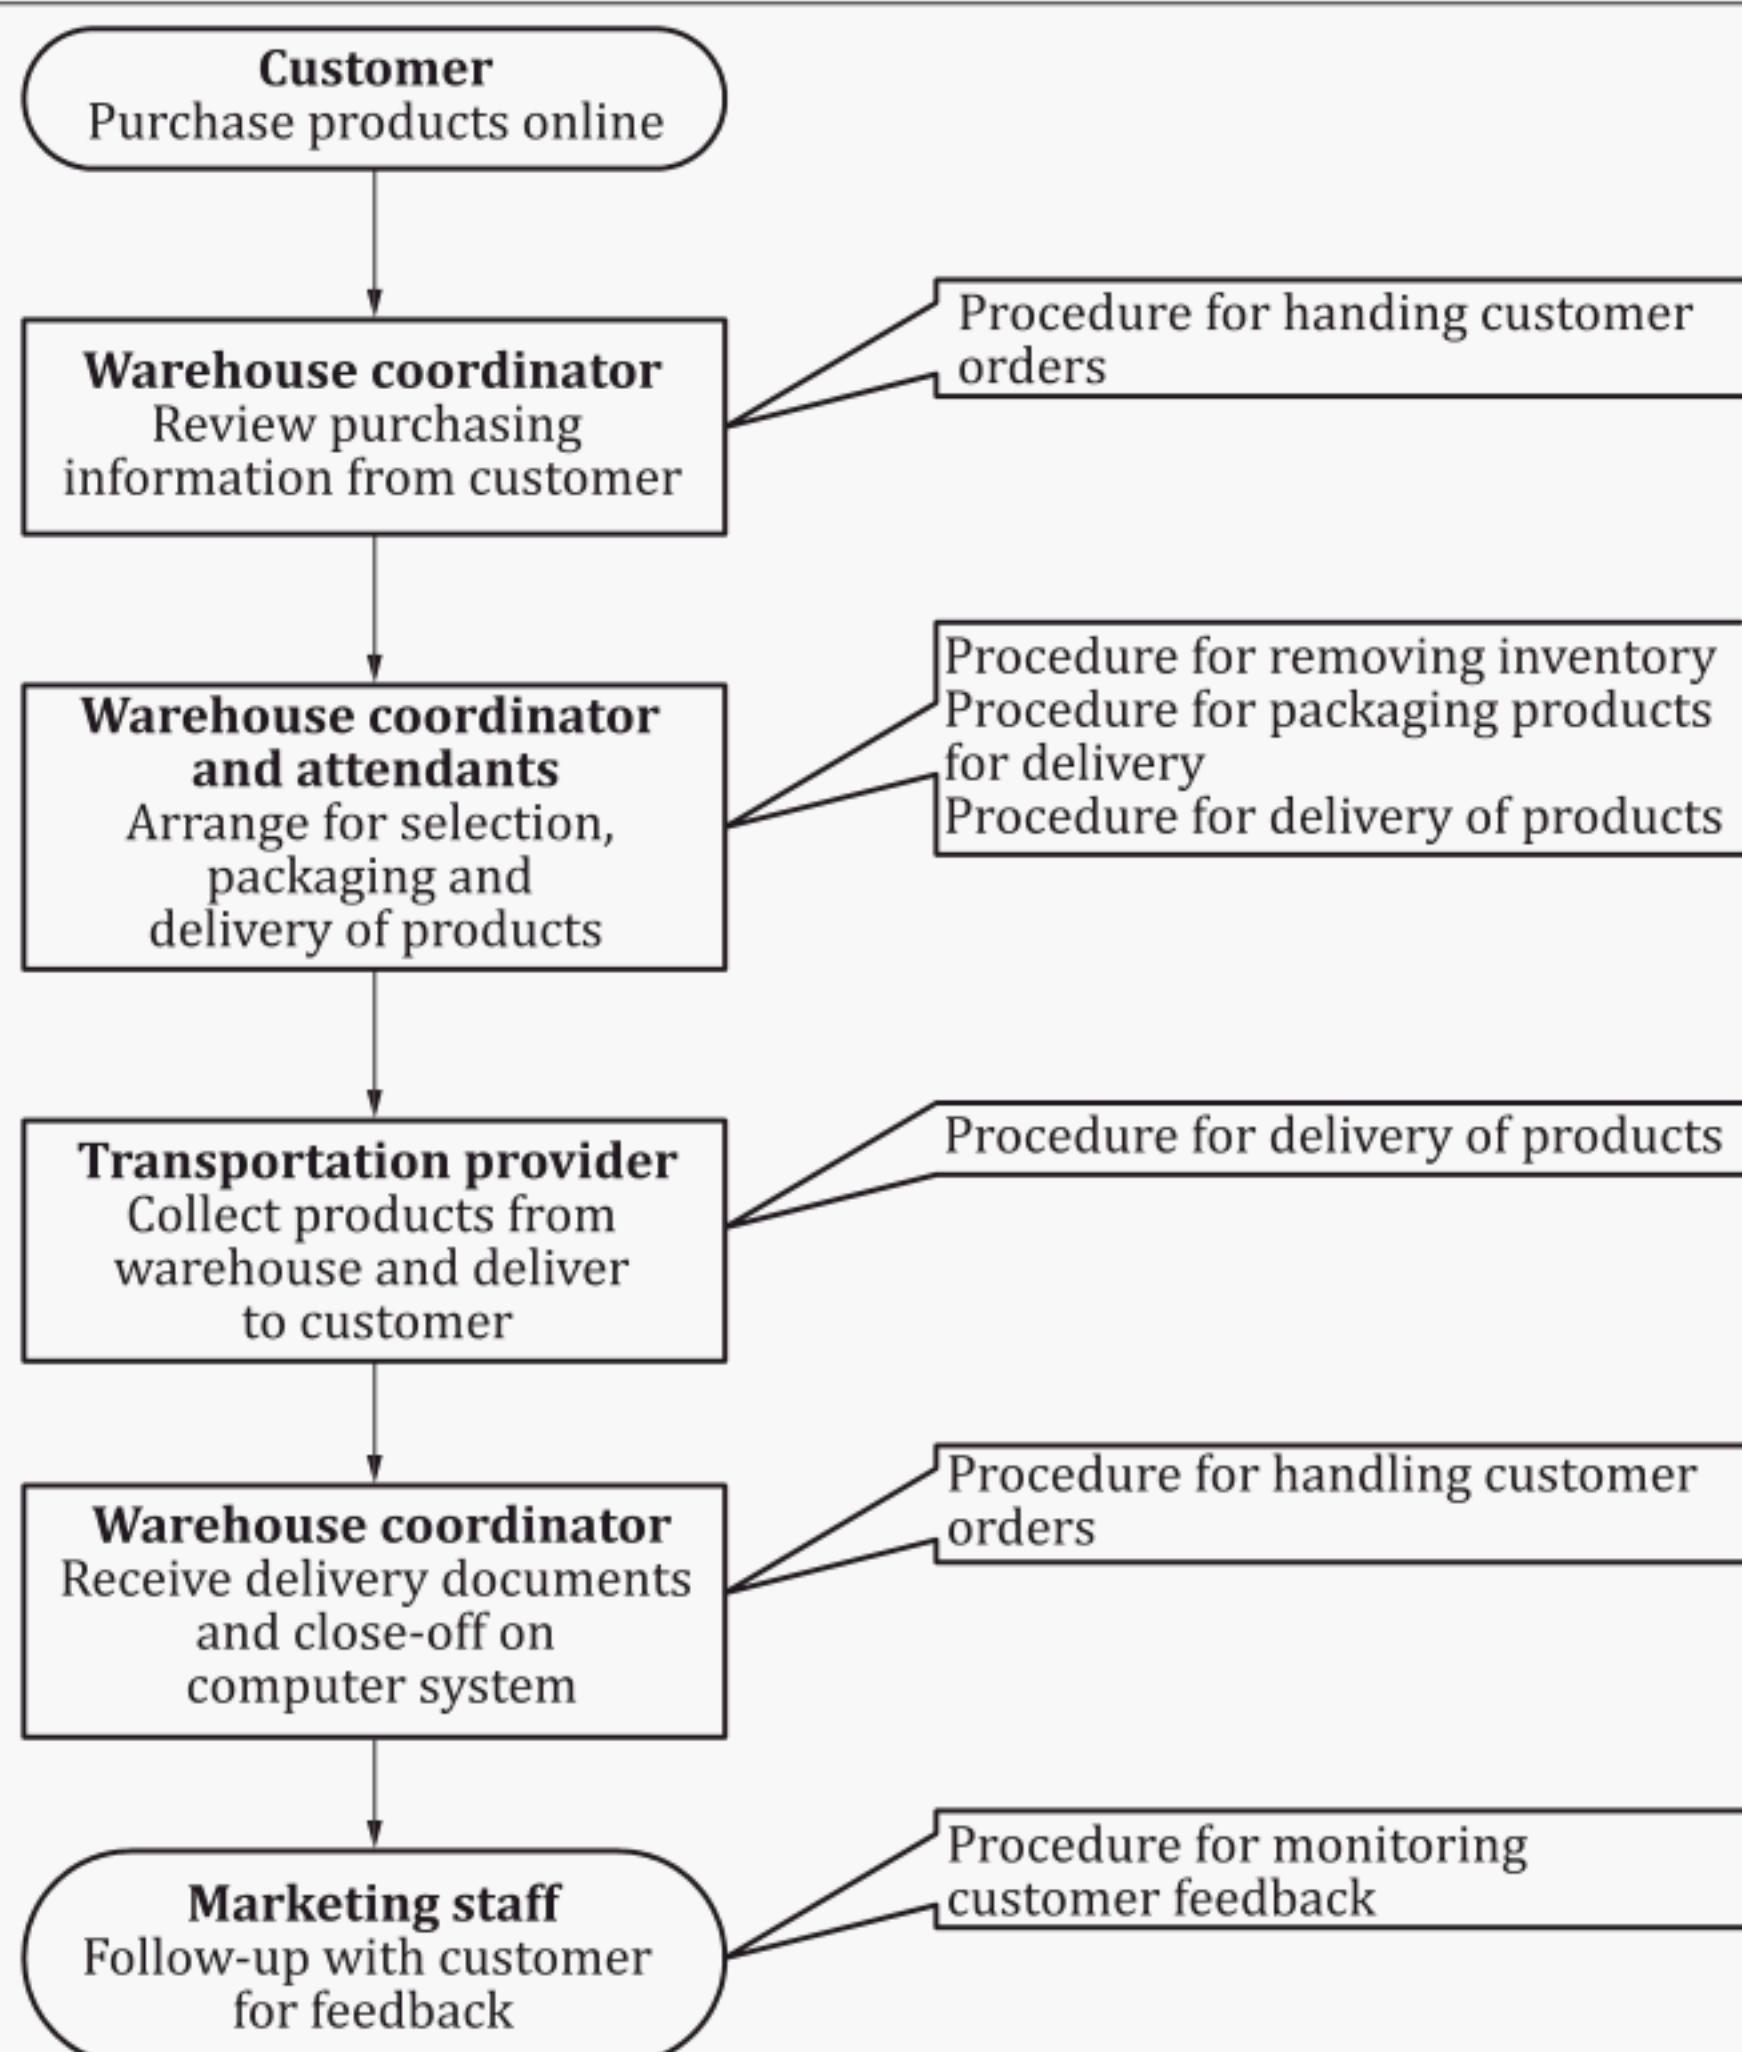 Customer
Purchase products online
Warehouse coordinator
Review purchasing
information from customer
Procedure for handing customer
orders
Warehouse coordinator
and attendants
Arrange for selection,
packaging and
delivery of products
Procedure for removing inventory
Procedure for packaging products
for delivery
Procedure for delivery of products
Transportation provider
Collect products from
warehouse and deliver
to customer
Procedure for delivery of products
Warehouse coordinator
Receive delivery documents
and close-off on
computer system
Procedure for handling customer
orders
Marketing staff
Follow-up with customer
for feedback
Procedure for monitoring
customer feedback